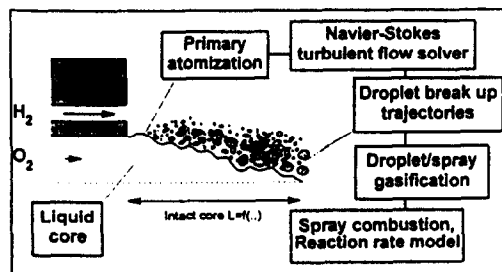 Primary
atomization
Navier-Stokes
turbulent flow solver
H2
Droplet break up
trajectories
O2
Droplet/spray
gasification
Liquid
core
Intact core L=f(..)
Spray combustion,
Reaction rate model